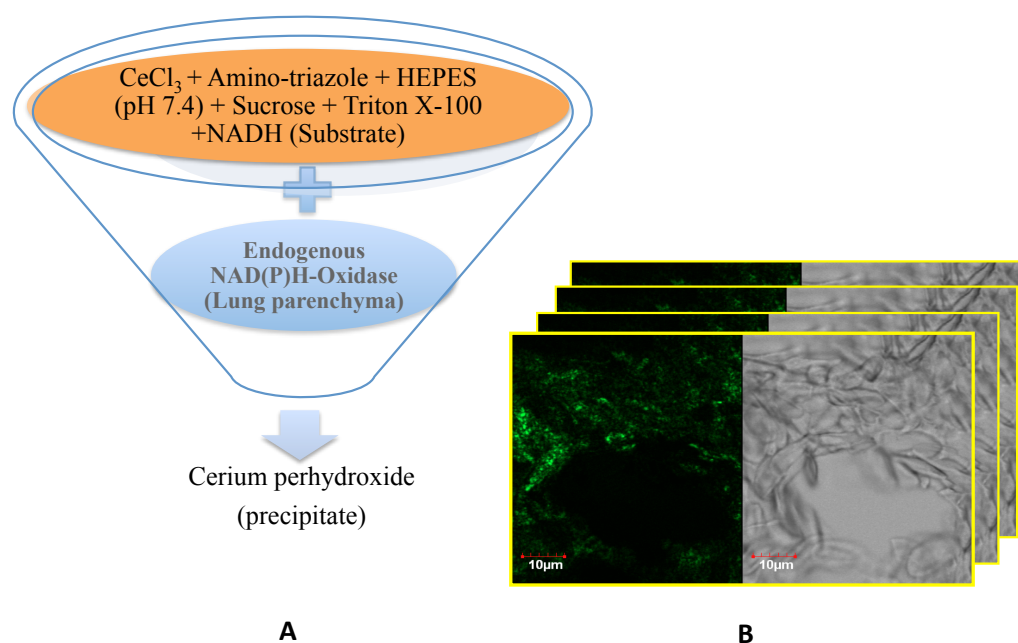 CeCl₃ + Amino-triazole + HEPES
(pH 7.4) + Sucrose + Triton X-100
+NADH (Substrate)
Endogenous
NAD(P)H-Oxidase
(Lung parenchyma)
Cerium perhydroxide
(precipitate)
10μm
10μm
A
B